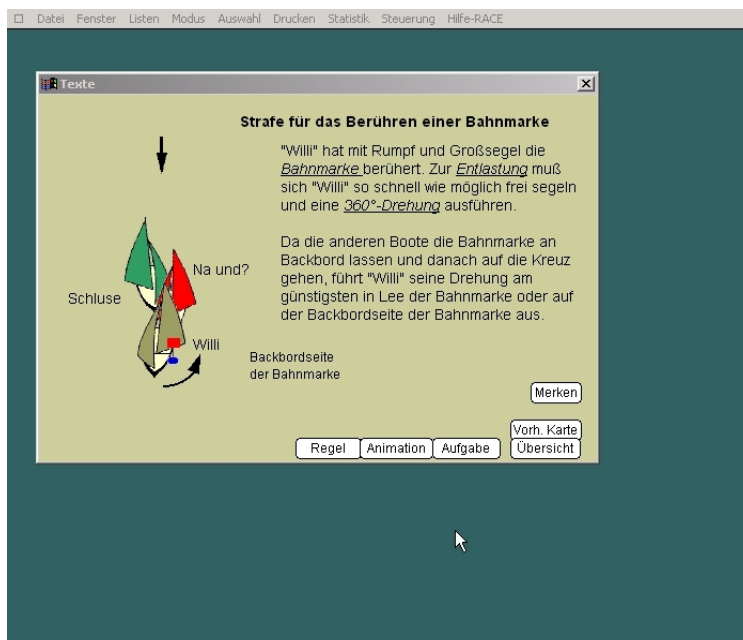 Datei Fenster Listen Modus Auswahl Drucken Statistik Steuerung Hilfe-RACE
Texte
Strafe für das Berühren einer Bahnmarke
"Willi" hat mit Rumpf und Großsegel die
Bahnmarke berührt. Zur Entlastung muß
sich "Willi" so schnell wie möglich frei segeln
und eine 360°-Drehung ausführen.
Da die anderen Boote die Bahnmarke an
Backbord lassen und danach auf die Kreuz
gehen, führt "Willi" seine Drehung am
günstigsten in Lee der Bahnmarke oder auf
der Backbordseite der Bahnmarke aus.
Na und?
Schluse
Willi
Backbordseite
der Bahnmarke
Merken
Vorh. Karte
Regel Animation Aufgabe Übersicht